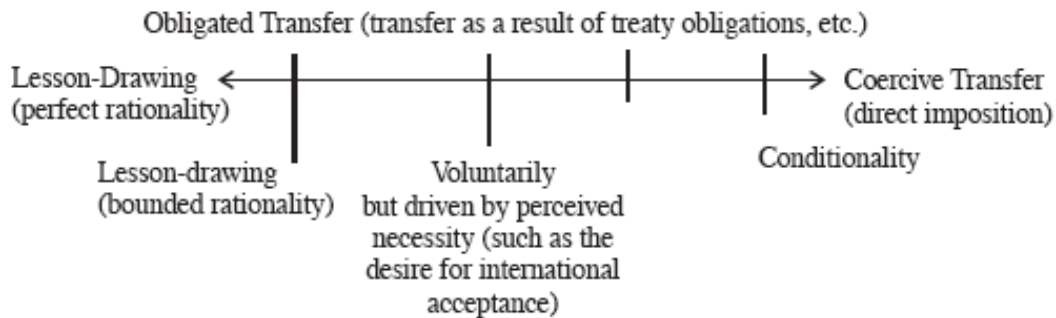 Obligated Transfer (transfer as a result of treaty obligations, etc.)
Lesson-Drawing
(perfect rationality)
Coercive Transfer
(direct imposition)
Lesson-drawing
(bounded rationality)
Voluntarily
but driven by perceived
necessity (such as the
desire for international
acceptance)
Conditionality